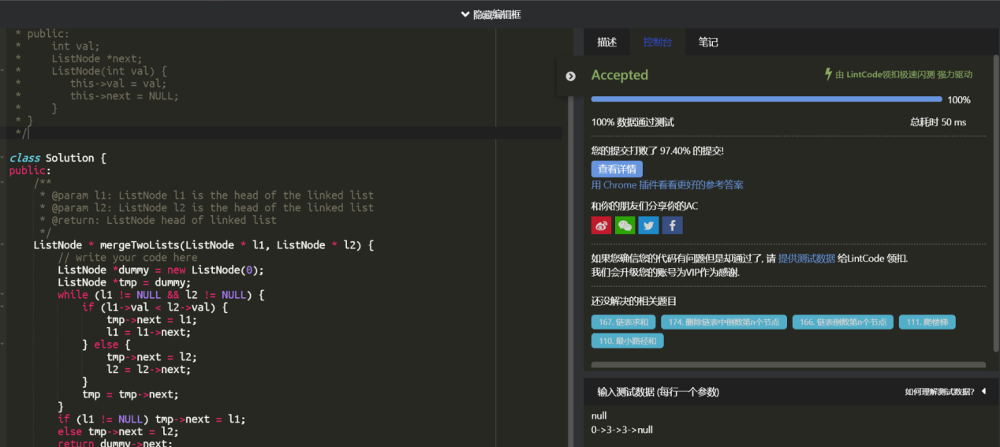 隐藏编辑框
* public:
* int val;
* ListNode *next;
* ListNode(int val) {
* this->val = val;
* this->next = NULL;
* }
* }
*/
class Solution {
public:
/**
* @param l1: ListNode l1 is the head of the linked list
* @param l2: ListNode l2 is the head of the linked list
* @return: ListNode head of linked list
*/
ListNode * mergeTwoLists(ListNode * l1, ListNode * l2) {
// write your code here
ListNode *dummy = new ListNode(0);
ListNode *tmp = dummy;
while (l1 != NULL && l2 != NULL) {
if (l1->val < l2->val) {
tmp->next = l1;
l1 = l1->next;
} else {
tmp->next = l2;
l2 = l2->next;
}
tmp = tmp->next;
}
if (l1 != NULL) tmp->next = l1;
else tmp->next = l2;
return dummy->next;
描述 控制台 笔记
Accepted 由 LintCode领扣极速闪测 强力驱动
100%
100% 数据通过测试 总耗时 50 ms
您的提交打败了 97.40% 的提交!
查看详情
用 Chrome 插件看看更好的参考答案
和你的朋友们分享你的AC
如果您确信您的代码有问题但是却通过了, 请 提供测试数据 给LintCode 领扣.
我们会升级您的账号为VIP作为感谢.
还没解决的相关题目
167. 链表求和 174. 删除链表中倒数第n个节点 166. 链表倒数第n个节点 111. 爬楼梯
110. 最小路径和
输入测试数据 (每行一个参数) 如何理解测试数据?
null
0->3->3->null